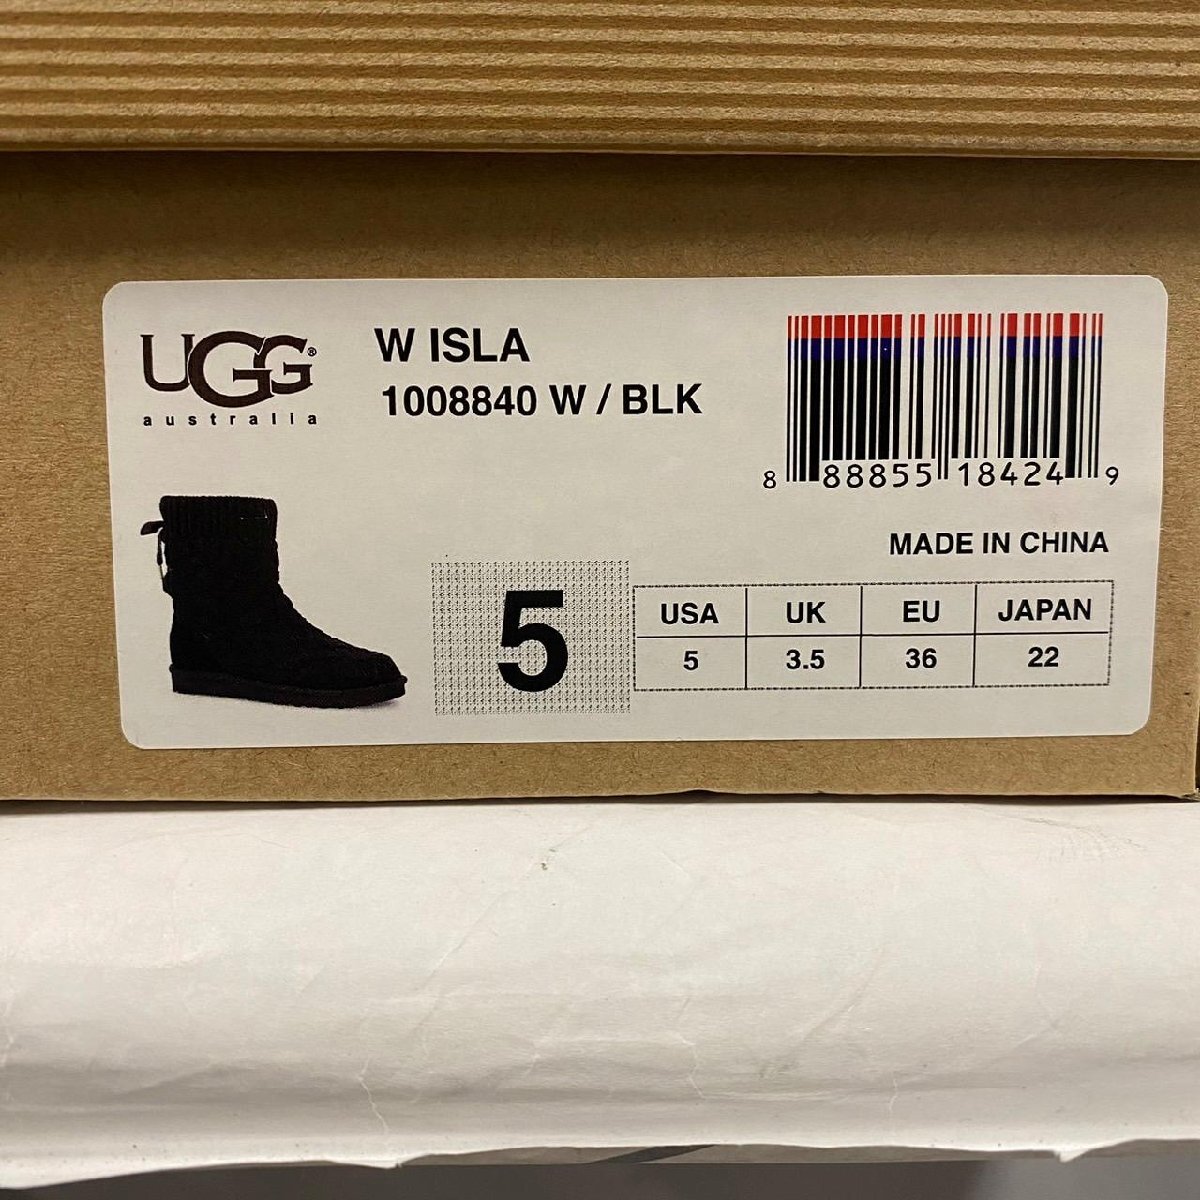 UGG®
australia
W ISLA
1008840 W / BLK
8 88855 18424 9
MADE IN CHINA
5
USA UK EU JAPAN
5 3.5 36 22